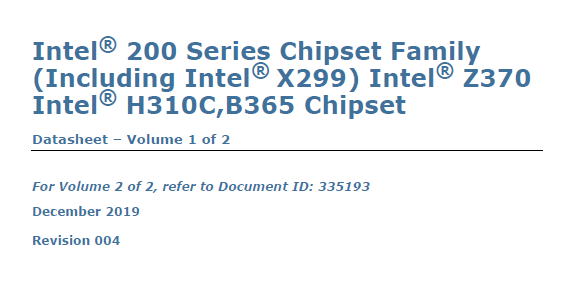 Intel® 200 Series Chipset Family
(Including Intel® X299) Intel® Z370
Intel® H310C,B365 Chipset
Datasheet – Volume 1 of 2
For Volume 2 of 2, refer to Document ID: 335193
December 2019
Revision 004